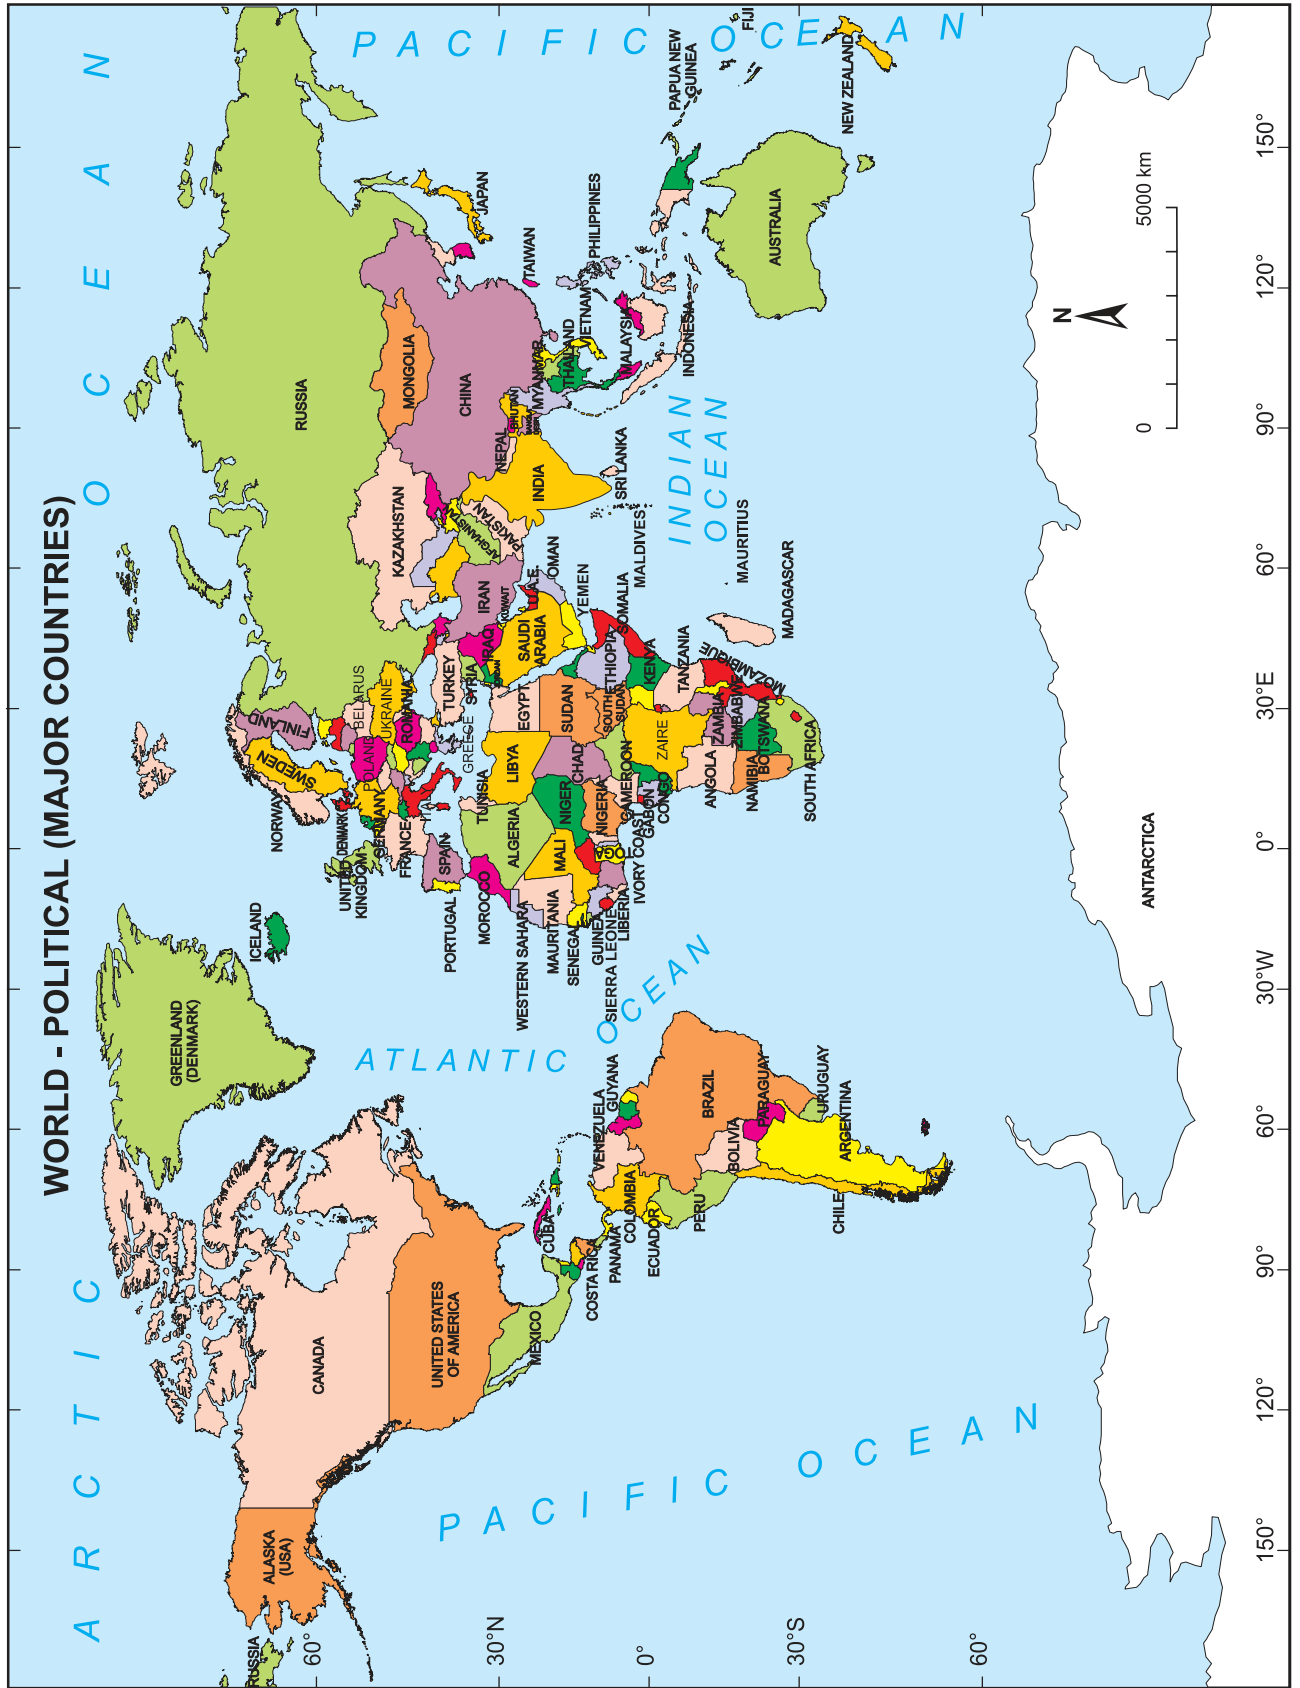 WORLD - POLITICAL (MAJOR COUNTRIES)
ARCTIC OCEAN
RUSSIA
ALASKA
(USA)
CANADA
GREENLAND
(DENMARK)
ICELAND
UNITED STATES
OF AMERICA
MEXICO
CUBA
COSTA RICA
PANAMA
VENEZUELA
GUYANA
COLOMBIA
ECUADOR
PERU
BRAZIL
BOLIVIA
PARAGUAY
URUGUAY
ARGENTINA
CHILE
PACIFIC OCEAN
ATLANTIC
OCEAN
NORWAY
SWEDEN
FINLAND
UNITED
KINGDOM
DENMARK
GERMANY
POLAND
BELARUS
UKRAINE
ROMANIA
FRANCE
SPAIN
PORTUGAL
GREECE
TURKEY
SYRIA
IRAQ
IRAN
KUWAIT
SAUDI
ARABIA
U.A.E.
OMAN
YEMEN
MOROCCO
WESTERN SAHARA
MAURITANIA
SENEGAL
GUINEA
SIERRA LEONE
LIBERIA
IVORY COAST
TOGA
MALI
ALGERIA
TUNISIA
LIBYA
EGYPT
NIGER
CHAD
SUDAN
SOUTH
SUDAN
ETHIOPIA
SOMALIA
NIGERIA
CAMEROON
GABON
CONGO
ZAIRE
KENYA
TANZANIA
ANGOLA
ZAMBIA
ZIMBABWE
MOZAMBIQUE
NAMIBIA
BOTSWANA
SOUTH AFRICA
MADAGASCAR
MAURITIUS
MALDIVES
RUSSIA
KAZAKHSTAN
MONGOLIA
CHINA
AFGHANISTAN
PAKISTAN
INDIA
NEPAL
BHUTAN
MYANMAR
SRI LANKA
THAILAND
VIETNAM
MALAYSIA
INDONESIA
PHILIPPINES
TAIWAN
JAPAN
PAPUA NEW
GUINEA
FIJI
AUSTRALIA
NEW ZEALAND
INDIAN
OCEAN
PACIFIC OCEAN
ANTARCTICA
N
0 5000 km
60°
30°N
0°
30°S
60°
150° 120° 90° 60° 30°W 0° 30°E 60° 90° 120° 150°